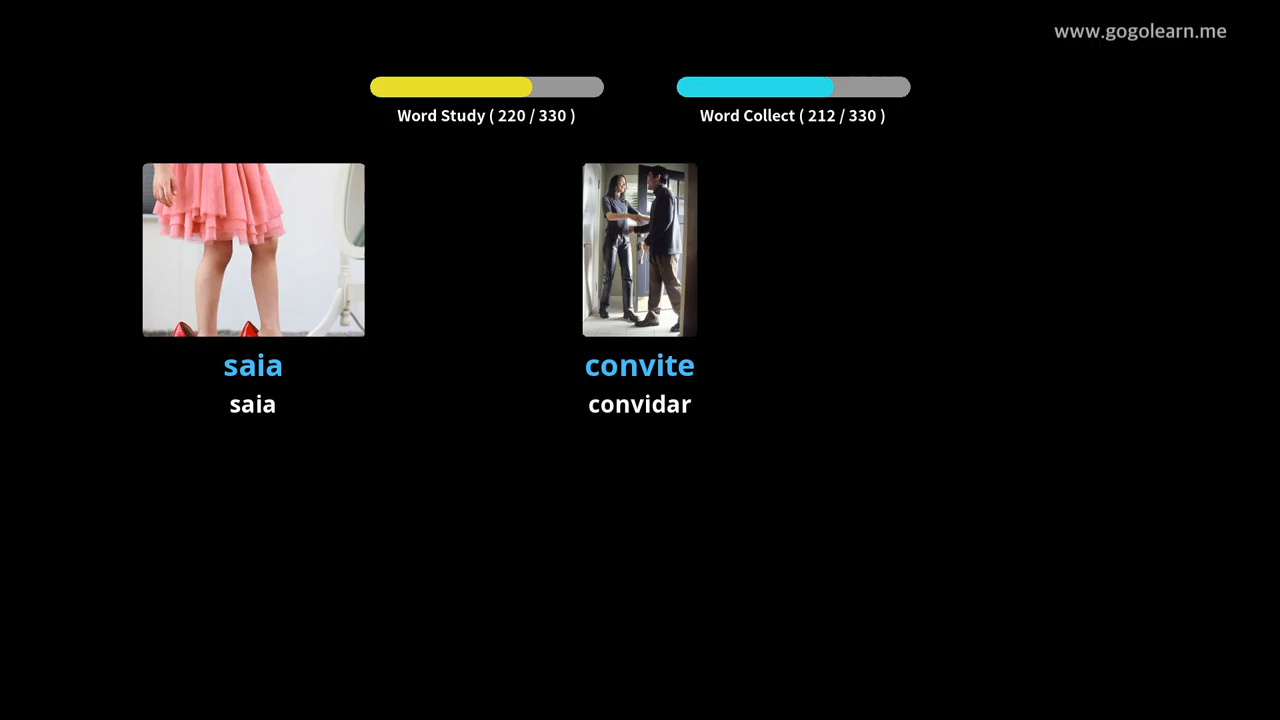 www.gogolearn.me
Word Study ( 220 / 330 )
Word Collect ( 212 / 330 )
saia
saia
convite
convidar